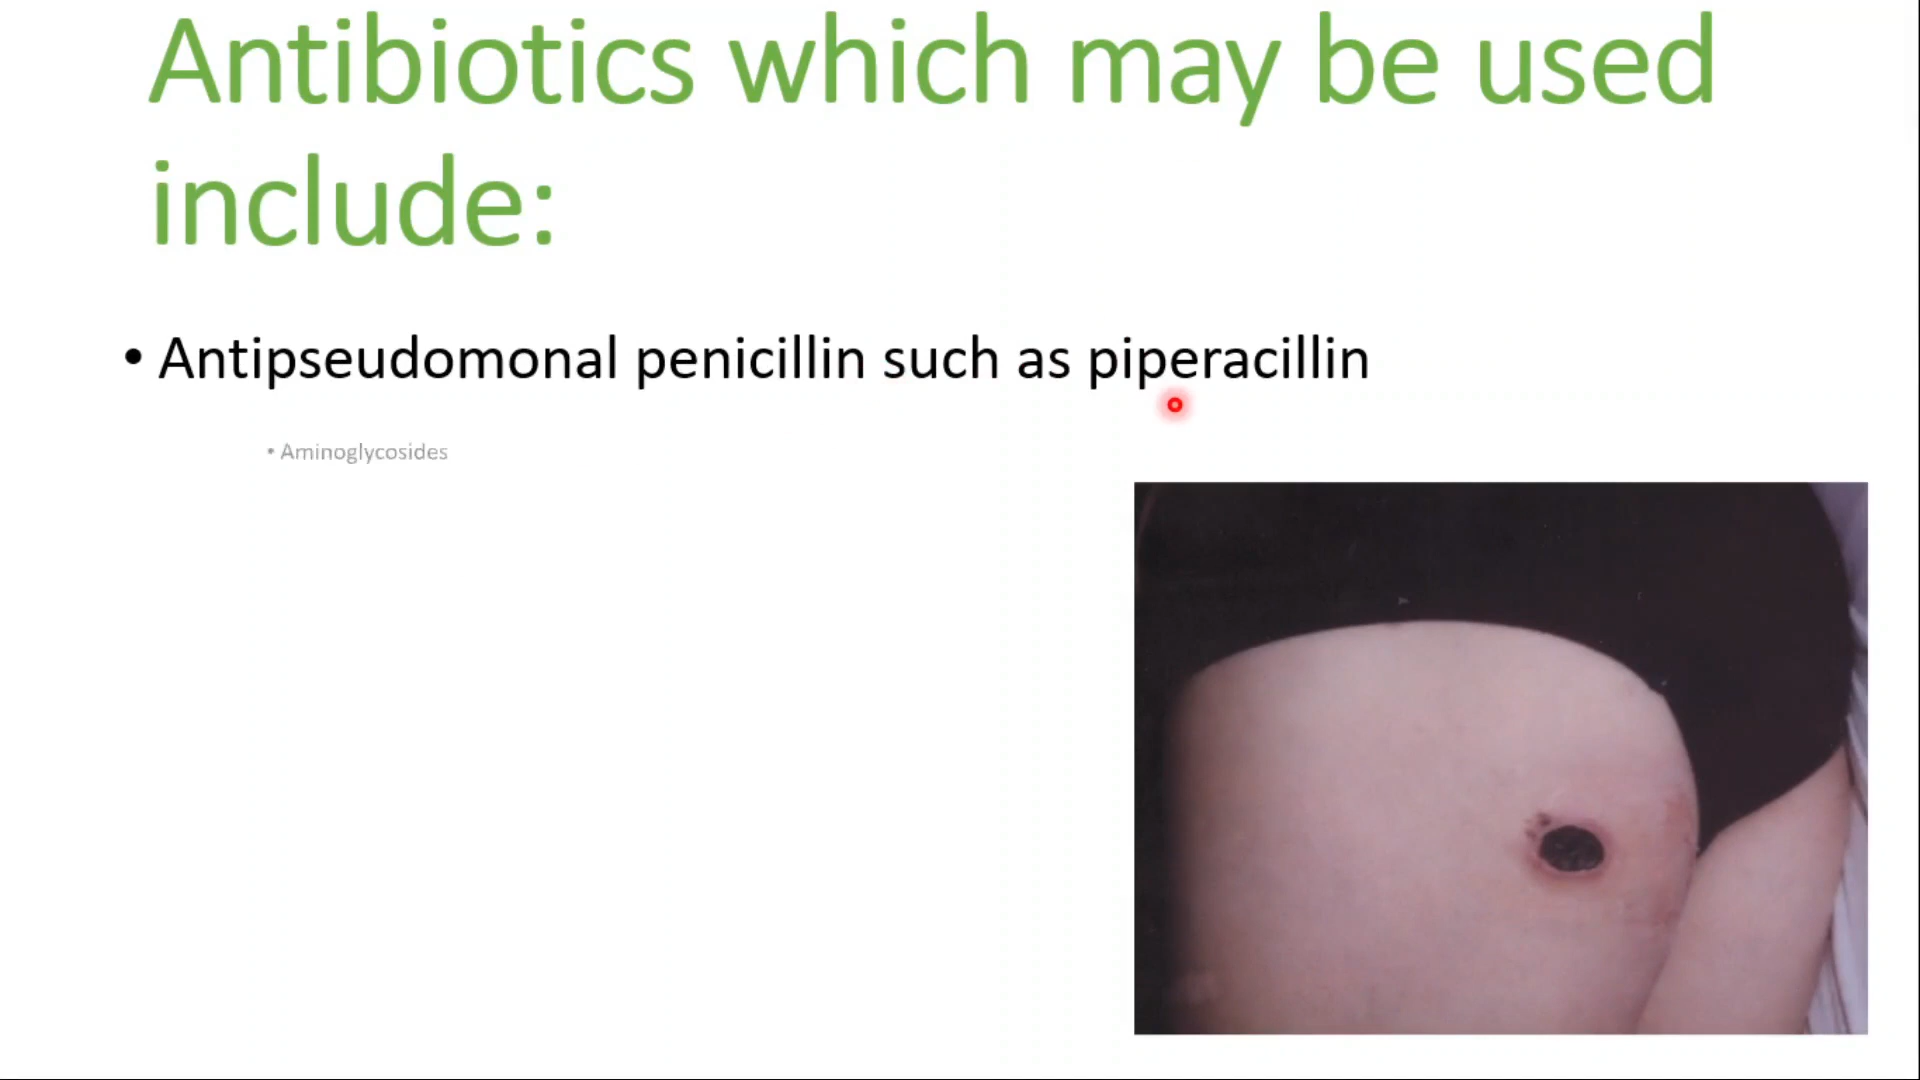 Antibiotics which may be used
include:
• Antipseudomonal penicillin such as piperacillin
• Aminoglycosides